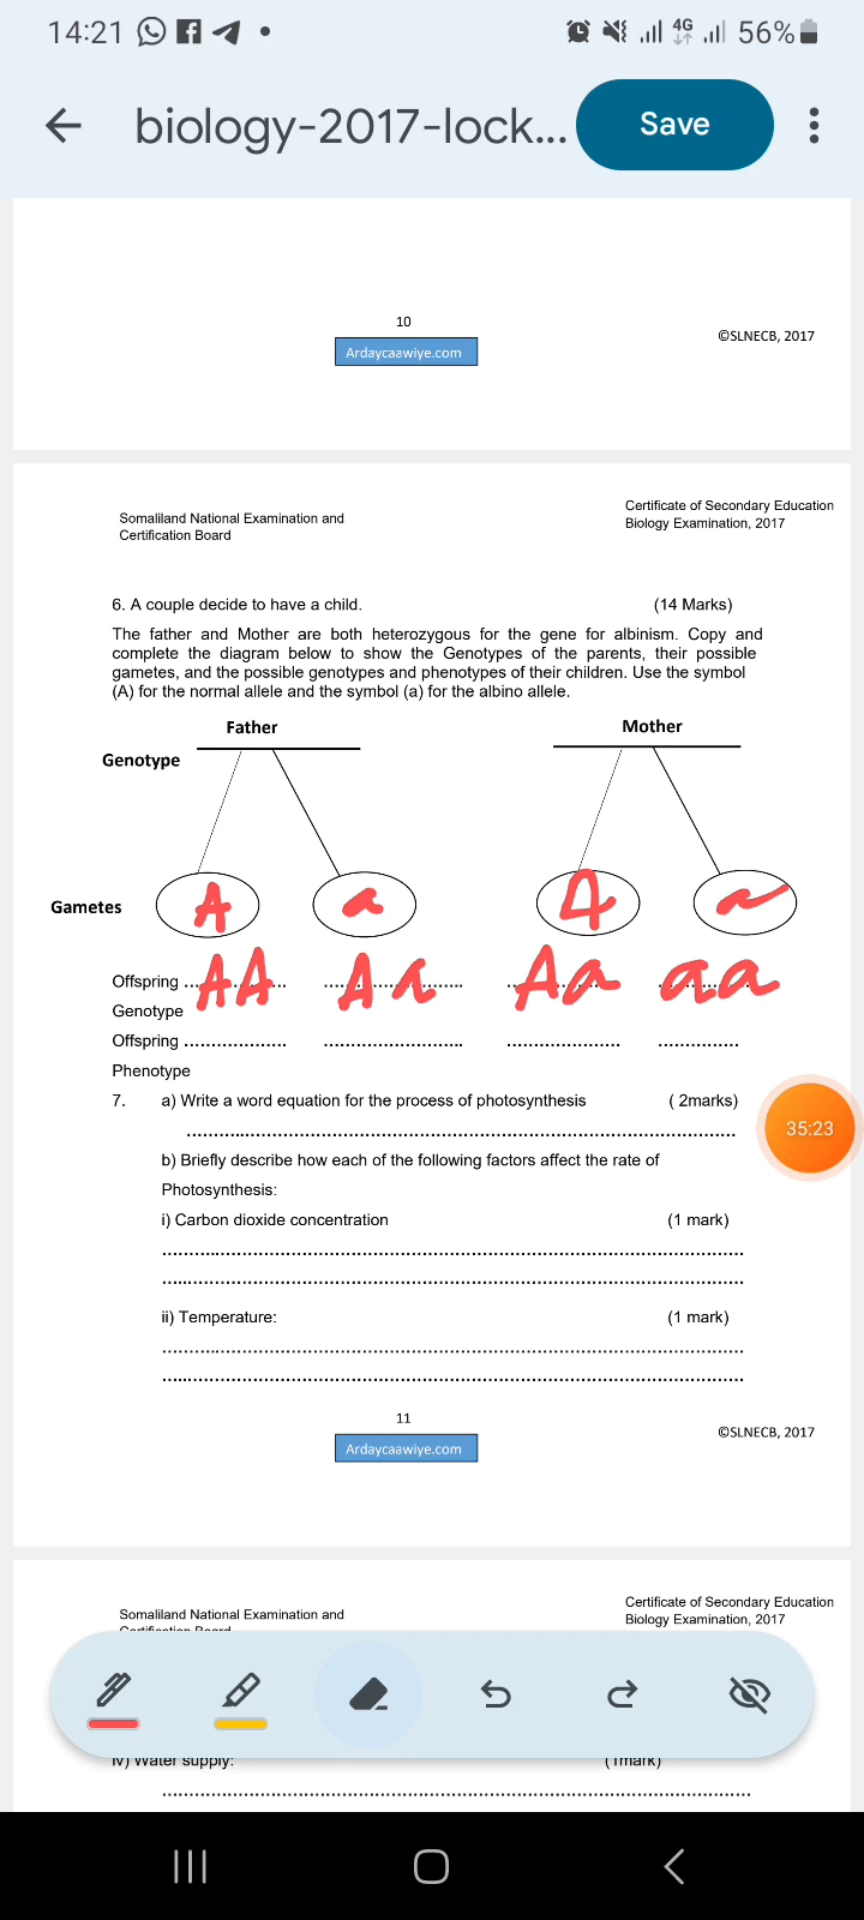 14:21 4G 56%
biology-2017-lock... Save
10
©SLNECB, 2017
Ardaycaawiye.com
Somaliland National Examination and
Certification Board
Certificate of Secondary Education
Biology Examination, 2017
6. A couple decide to have a child. (14 Marks)
The father and Mother are both heterozygous for the gene for albinism. Copy and
complete the diagram below to show the Genotypes of the parents, their possible
gametes, and the possible genotypes and phenotypes of their children. Use the symbol
(A) for the normal allele and the symbol (a) for the albino allele.
Father Mother
Genotype
Gametes A a A a
Offspring AA Aa Aa aa
Genotype
Offspring ................... ........................... ..................... ...............
Phenotype
7. a) Write a word equation for the process of photosynthesis ( 2marks)
35:23
b) Briefly describe how each of the following factors affect the rate of
Photosynthesis:
i) Carbon dioxide concentration (1 mark)
ii) Temperature: (1 mark)
11
©SLNECB, 2017
Ardaycaawiye.com
Somaliland National Examination and
Certificate of Secondary Education
Biology Examination, 2017
iv) Water supply: (1mark)